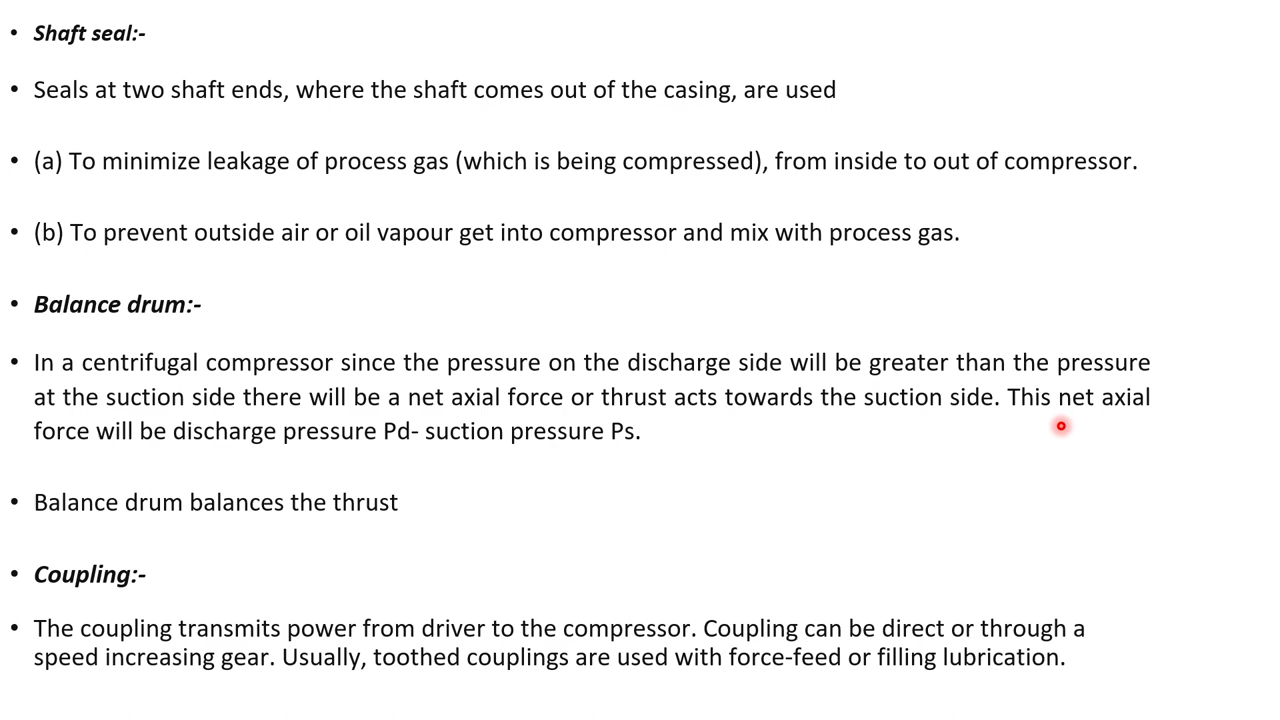 • Shaft seal:-
• Seals at two shaft ends, where the shaft comes out of the casing, are used
• (a) To minimize leakage of process gas (which is being compressed), from inside to out of compressor.
• (b) To prevent outside air or oil vapour get into compressor and mix with process gas.
• Balance drum:-
• In a centrifugal compressor since the pressure on the discharge side will be greater than the pressure
at the suction side there will be a net axial force or thrust acts towards the suction side. This net axial
force will be discharge pressure Pd- suction pressure Ps.
• Balance drum balances the thrust
• Coupling:-
• The coupling transmits power from driver to the compressor. Coupling can be direct or through a
speed increasing gear. Usually, toothed couplings are used with force-feed or filling lubrication.